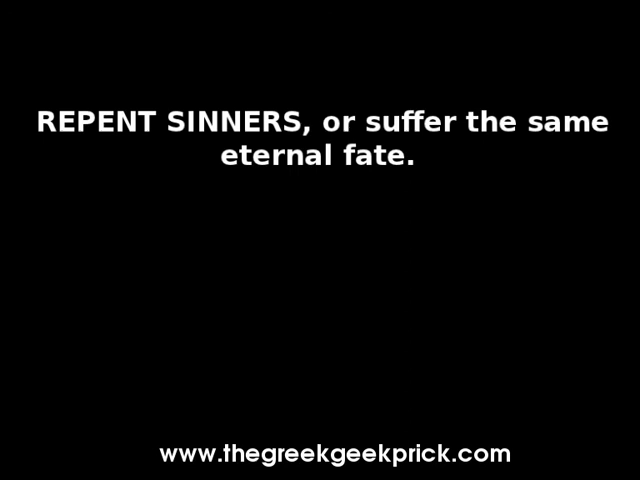 REPENT SINNERS, or suffer the same
eternal fate.
www.thegreekgeekprick.com